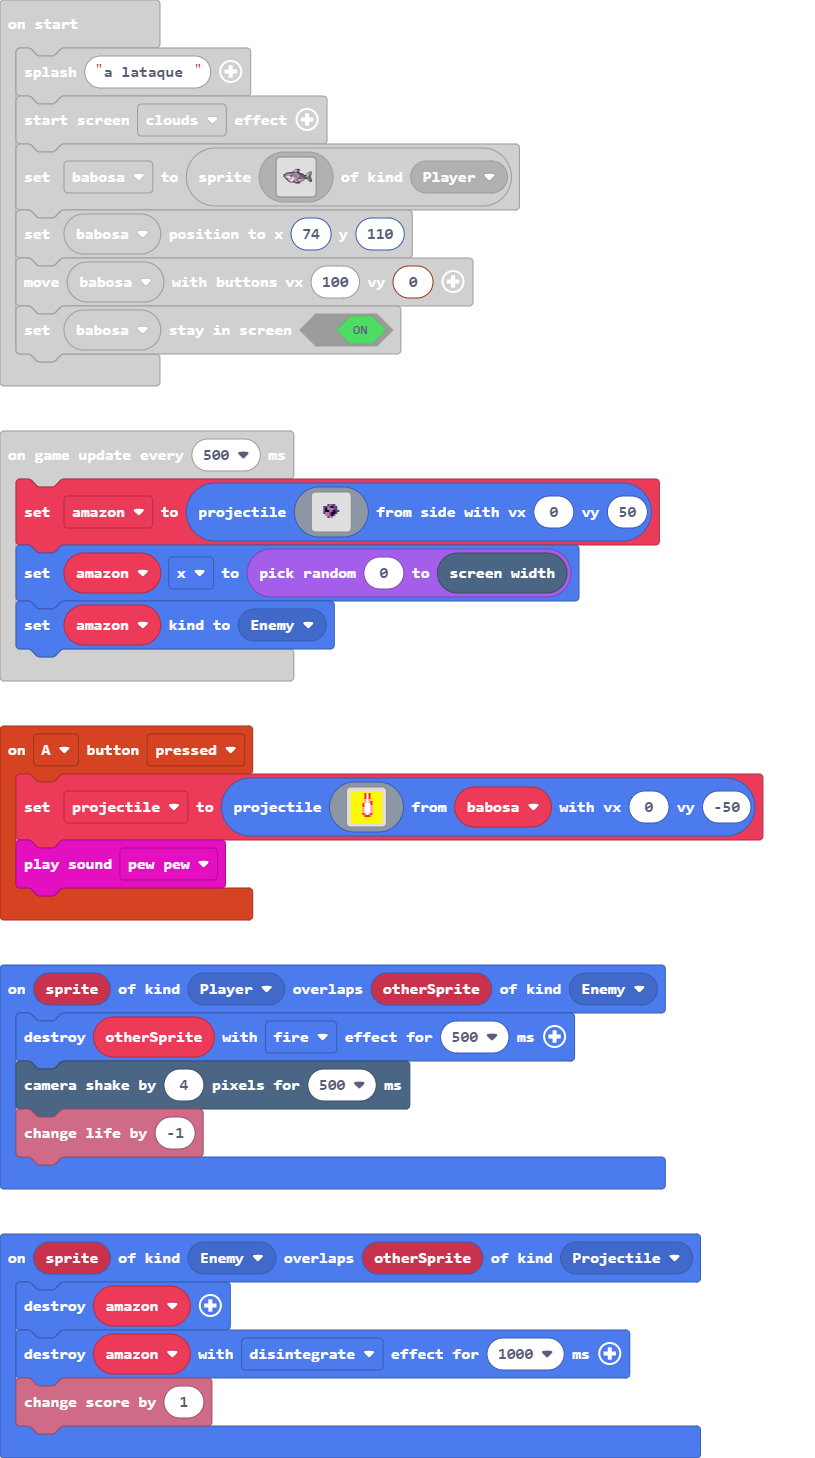 on start
splash "a lataque "
start screen clouds effect
set babosa to sprite of kind Player
set babosa position to x 74 y 110
move babosa with buttons vx 100 vy 0
set babosa stay in screen ON
on game update every 500 ms
set amazon to projectile from side with vx 0 vy 50
set amazon x to pick random 0 to screen width
set amazon kind to Enemy
on A button pressed
set projectile to projectile from babosa with vx 0 vy -50
play sound pew pew
on sprite of kind Player overlaps otherSprite of kind Enemy
destroy otherSprite with fire effect for 500 ms
camera shake by 4 pixels for 500 ms
change life by -1
on sprite of kind Enemy overlaps otherSprite of kind Projectile
destroy amazon
destroy amazon with disintegrate effect for 1000 ms
change score by 1